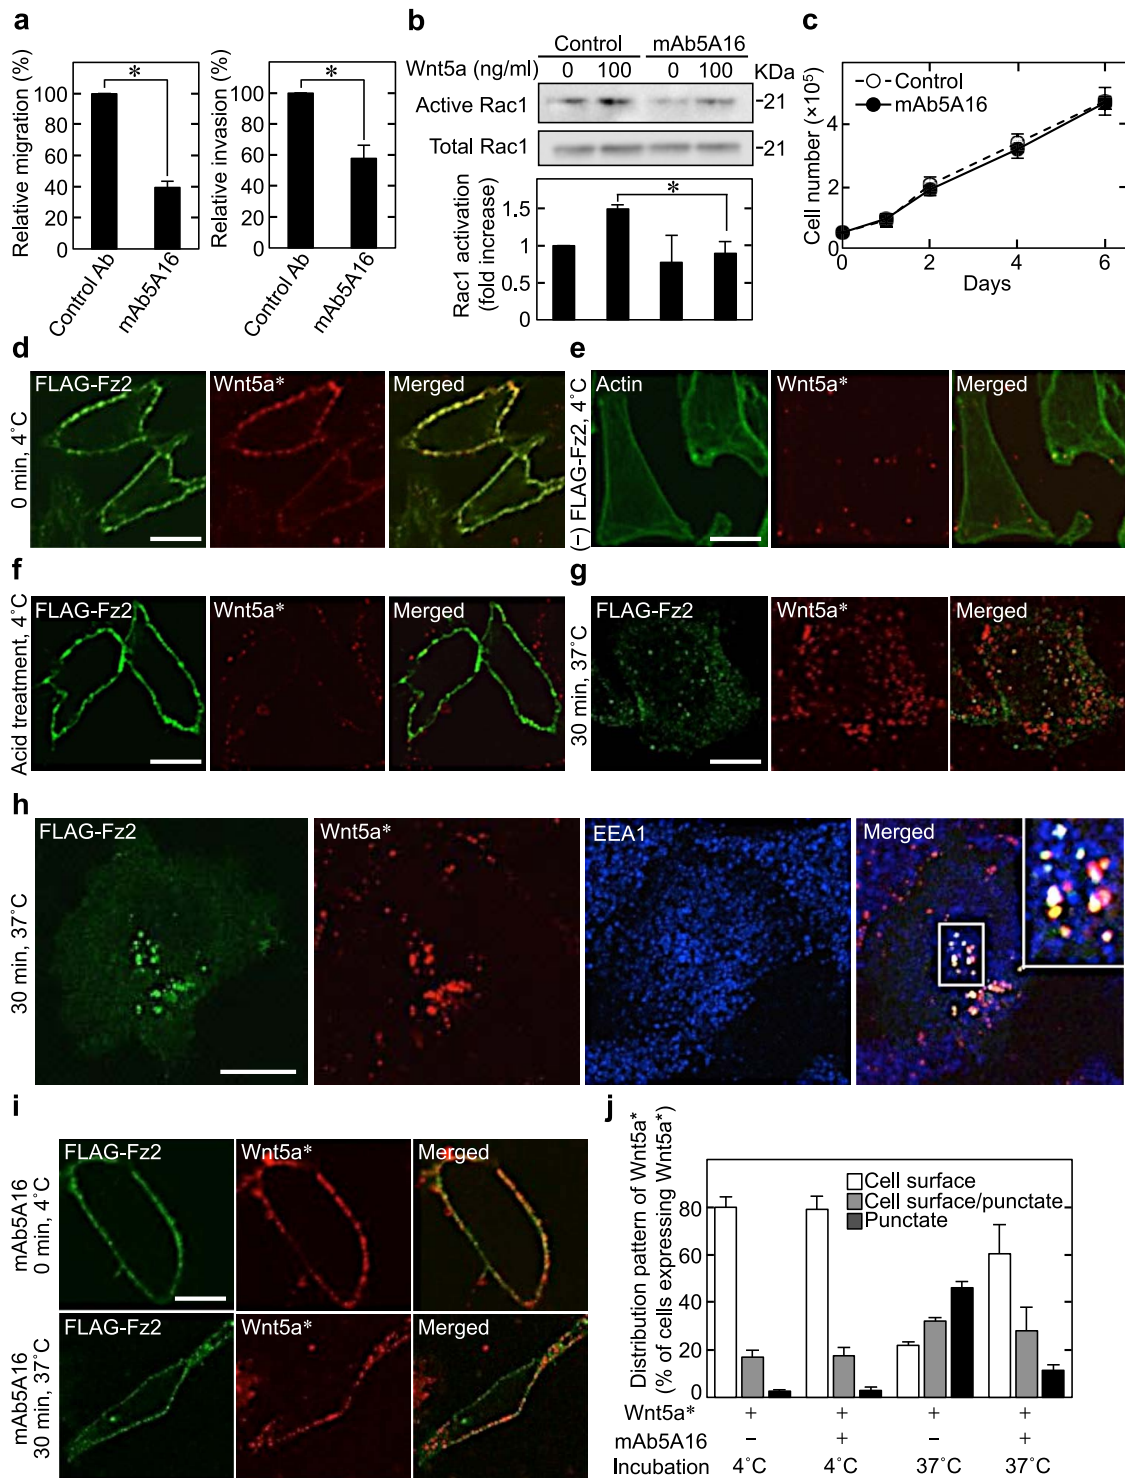 a
Relative migration (%)
100
80
60
40
20
0
Control Ab
mAb5A16
*
Relative invasion (%)
100
80
60
40
20
0
Control Ab
mAb5A16
*
b
Control mAb5A16
Wnt5a (ng/ml) 0 100 0 100 KDa
Active Rac1 -21
Total Rac1 -21
Rac1 activation
(fold increase)
1.5
1
0.5
0
*
c
Cell number (×10⁵)
4
2
0
0 2 4 6
Days
Control
mAb5A16
d
0 min, 4˚C
FLAG-Fz2 Wnt5a* Merged
e
(−) FLAG-Fz2, 4˚C
Actin Wnt5a* Merged
f
Acid treatment, 4˚C
FLAG-Fz2 Wnt5a* Merged
g
30 min, 37˚C
FLAG-Fz2 Wnt5a* Merged
h
30 min, 37˚C
FLAG-Fz2 Wnt5a* EEA1 Merged
i
mAb5A16
0 min, 4˚C
FLAG-Fz2 Wnt5a* Merged
mAb5A16
30 min, 37˚C
FLAG-Fz2 Wnt5a* Merged
j
Distribution pattern of Wnt5a*
(% of cells expressing Wnt5a*)
80
60
40
20
0
Cell surface
Cell surface/punctate
Punctate
Wnt5a* + + + +
mAb5A16 − + − +
Incubation 4˚C 4˚C 37˚C 37˚C